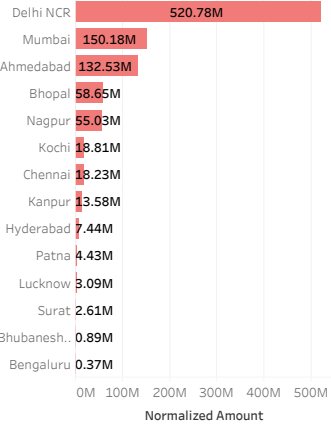 Delhi NCR 520.78M
Mumbai 150.18M
Ahmedabad 132.53M
Bhopal 58.65M
Nagpur 55.03M
Kochi 18.81M
Chennai 18.23M
Kanpur 13.58M
Hyderabad 7.44M
Patna 4.43M
Lucknow 3.09M
Surat 2.61M
Bhubanesh.. 0.89M
Bengaluru 0.37M
0M 100M 200M 300M 400M 500M
Normalized Amount